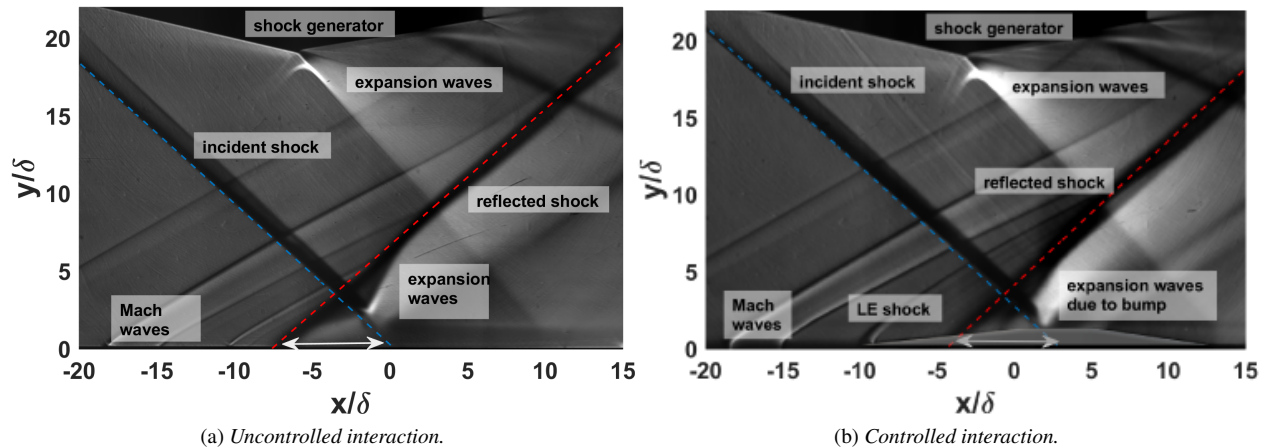 shock generator
20
expansion waves
15
incident shock
y/δ
10
reflected shock
5
expansion
waves
Mach
waves
0
-20 -15 -10 -5 0 5 10 15
x/δ
(a) Uncontrolled interaction.
shock generator
20
incident shock
expansion waves
15
y/δ
10
reflected shock
5
expansion waves
due to bump
Mach
waves
LE shock
0
-20 -15 -10 -5 0 5 10 15
x/δ
(b) Controlled interaction.